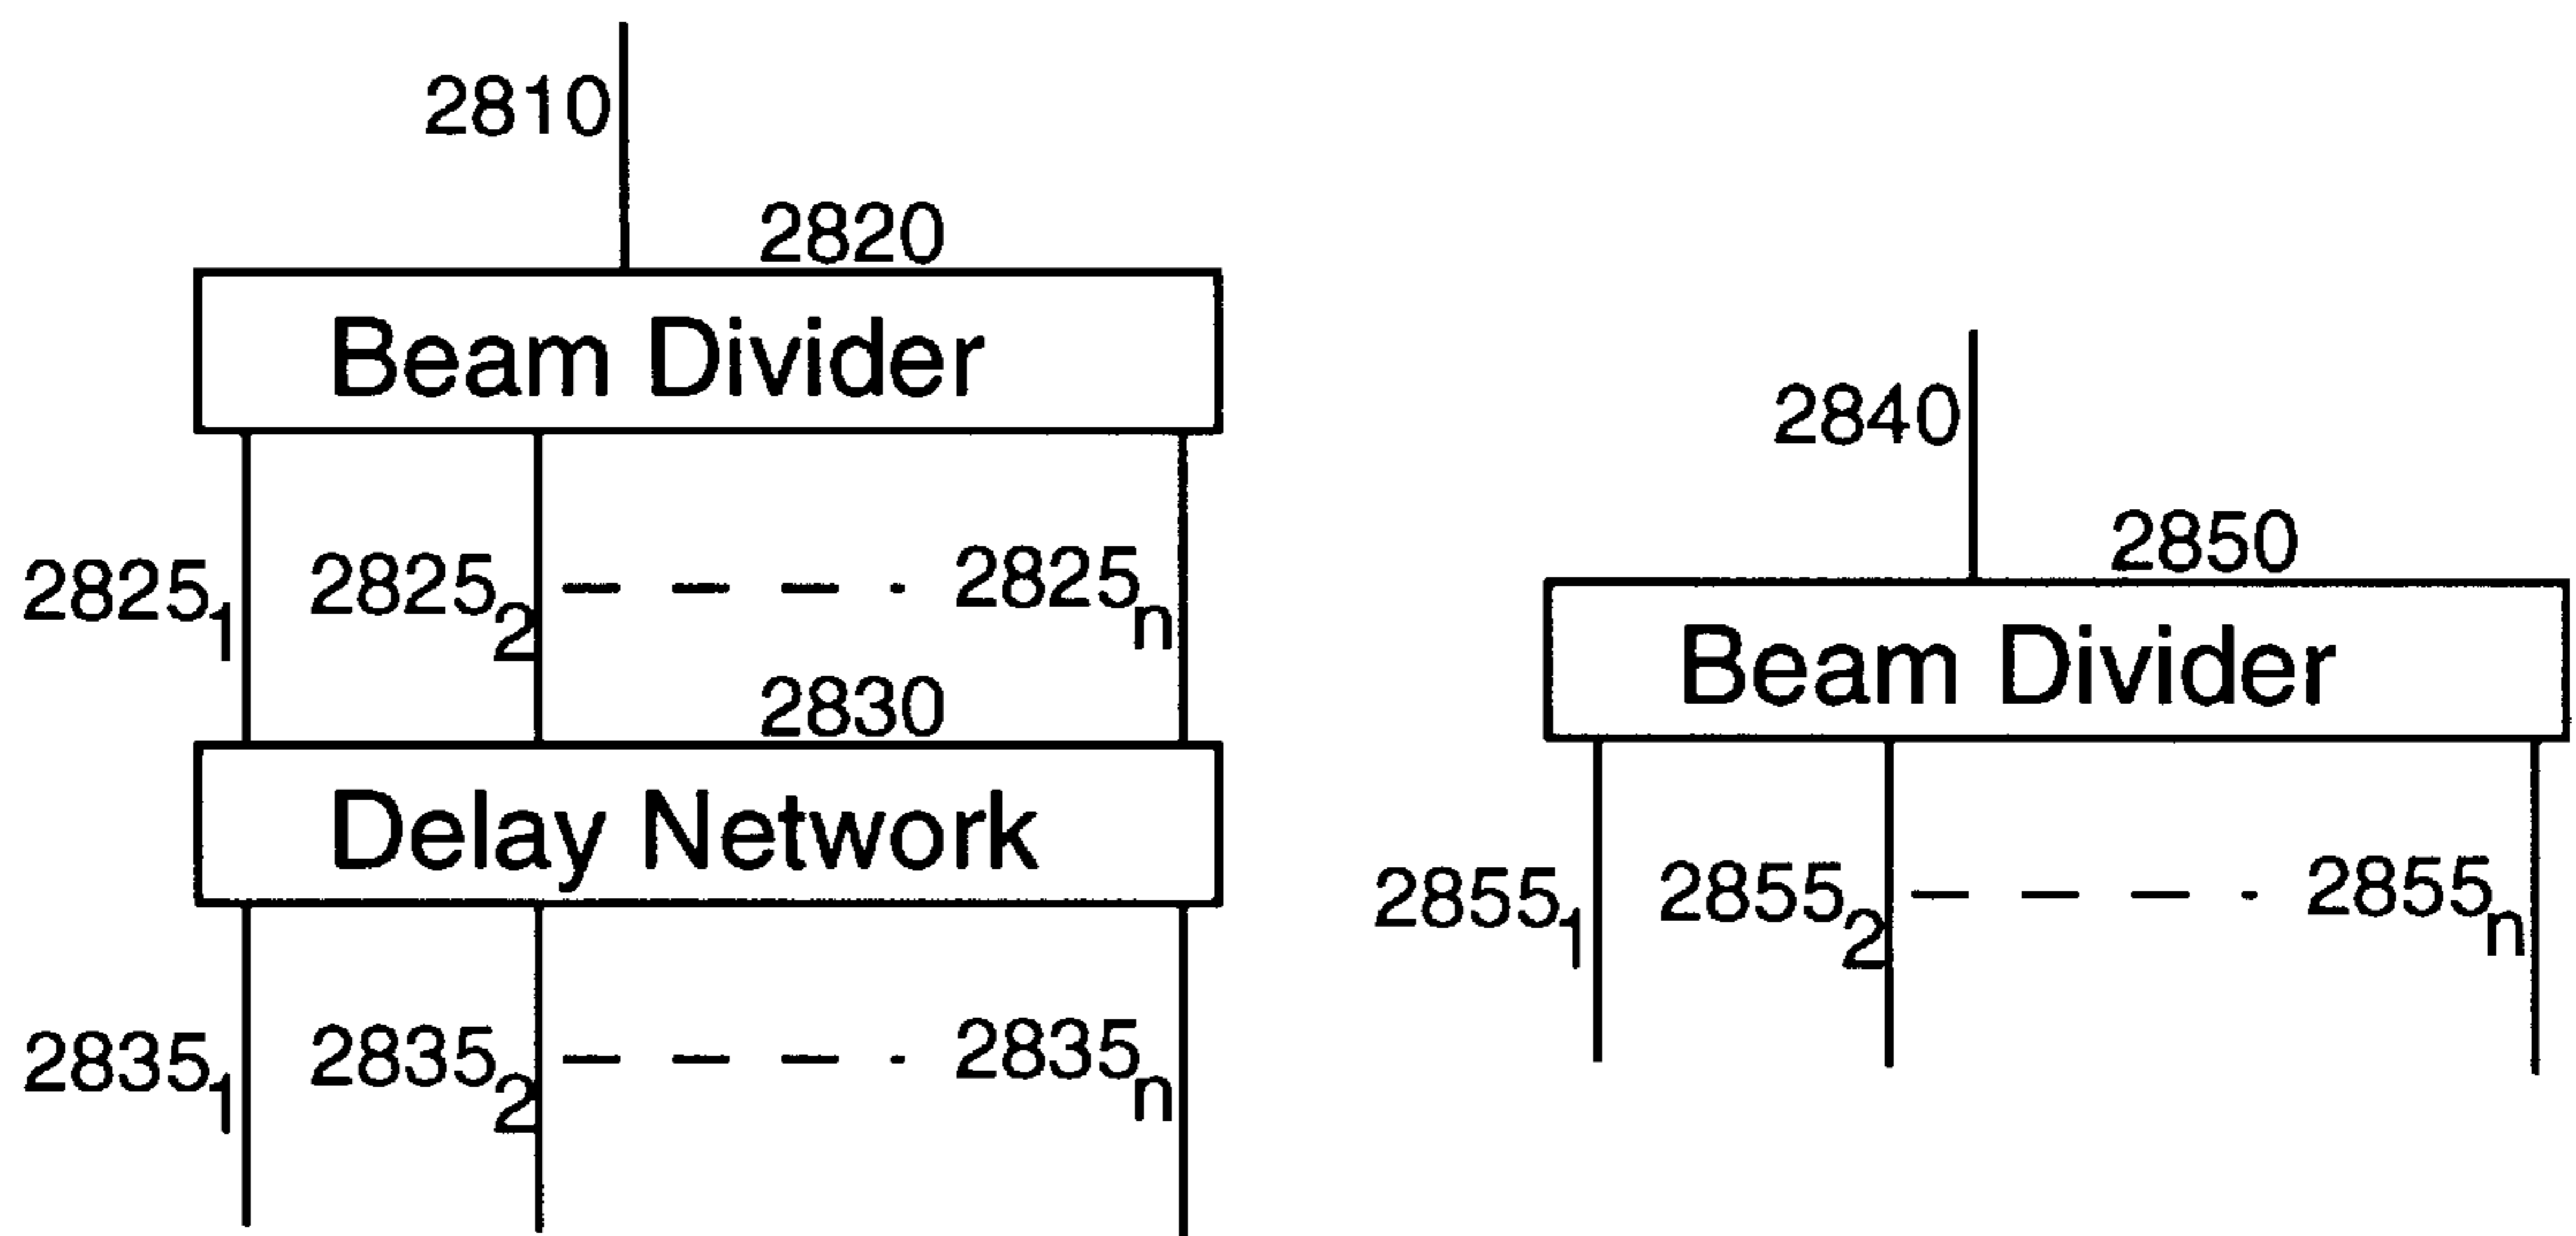 2810
2820
Beam Divider
2825₁ 2825₂ 2825ₙ
2830
Delay Network
2835₁ 2835₂ 2835ₙ
2840
2850
Beam Divider
2855₁ 2855₂ 2855ₙ